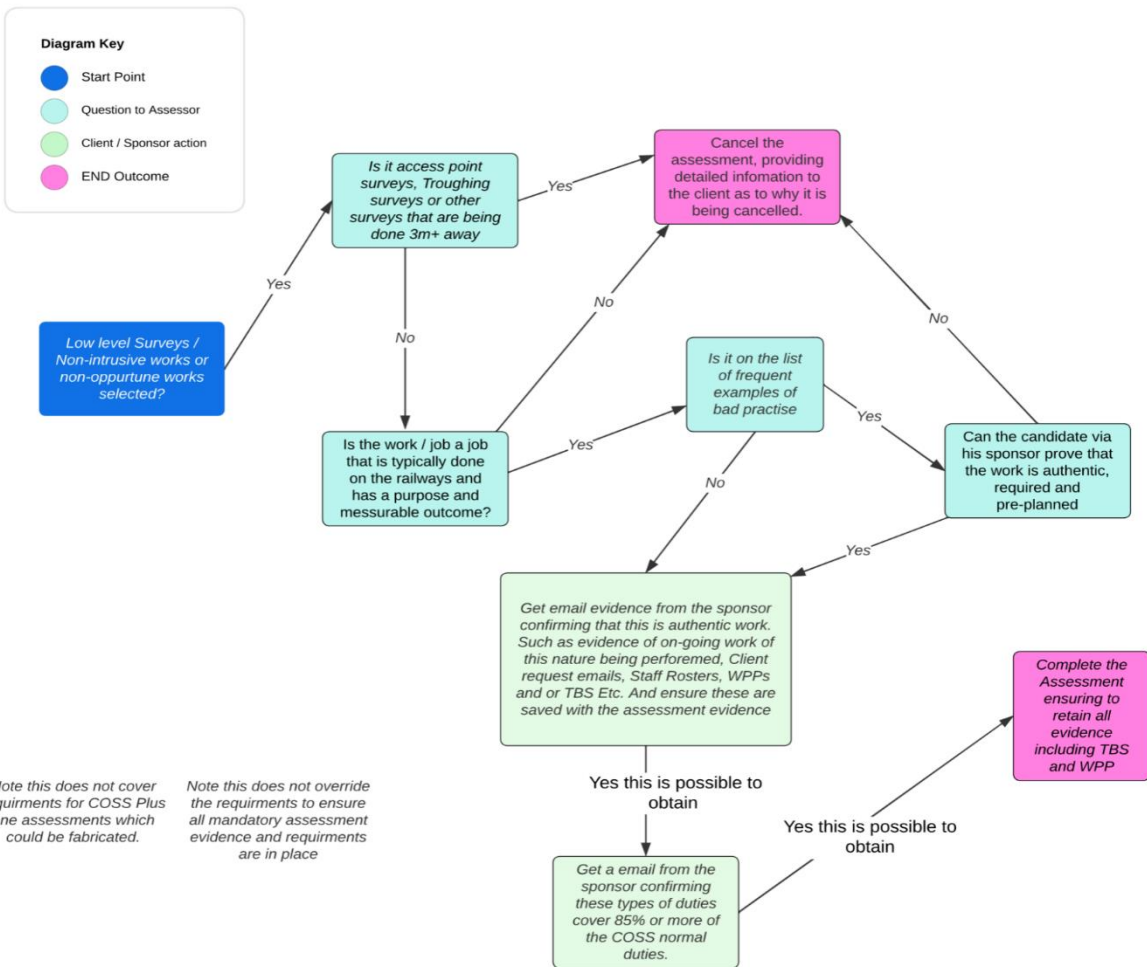 Diagram Key
Start Point
Question to Assessor
Client / Sponsor action
END Outcome
Is it access point
surveys, Troughing
surveys or other
surveys that are being
done 3m+ away
Yes
Cancel the
assessment, providing
detailed infomation to
the client as to why it is
being cancelled.
Yes
No
No
No
Low level Surveys /
Non-intrusive works or
non-oppurtune works
selected?
Is it on the list
of frequent
examples of
bad practise
Yes
Is the work / job a job
that is typically done
on the railways and
has a purpose and
messurable outcome?
Yes
Can the candidate via
his sponsor prove that
the work is authentic,
required and
pre-planned
No
Yes
Get email evidence from the sponsor
confirming that this is authentic work.
Such as evidence of on-going work of
this nature being perforemed, Client
request emails, Staff Rosters, WPPs
and or TBS Etc. And ensure these are
saved with the assessment evidence
Complete the
Assessment
ensuring to
retain all
evidence
including TBS
and WPP
ote this does not cover
quirments for COSS Plus
ne assessments which
could be fabricated.
Note this does not override
the requirments to ensure
all mandatory assessment
evidence and requirments
are in place
Yes this is possible to
obtain
Yes this is possible to
obtain
Get a email from the
sponsor confirming
these types of duties
cover 85% or more of
the COSS normal
duties.